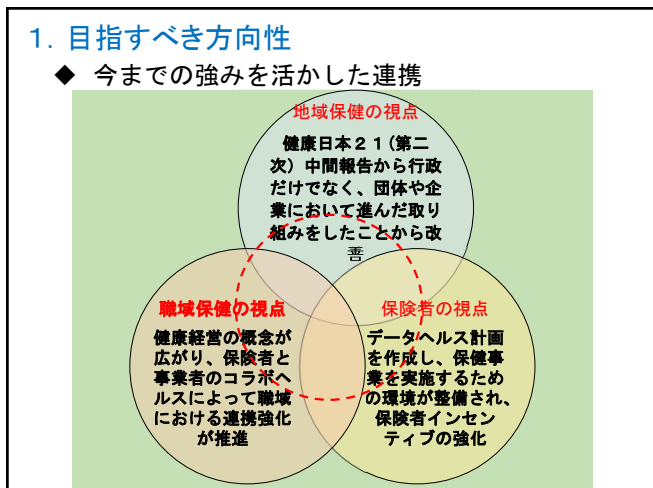 1．目指すべき方向性
◆ 今までの強みを活かした連携
地域保健の視点
健康日本２１(第二
次）中間報告から行政
だけでなく、団体や企
業において進んだ取り
組みをしたことから改
善
職域保健の視点
健康経営の概念が
広がり、保険者と
事業者のコラボヘ
ルスによって職域
における連携強化
が推進
保険者の視点
データヘルス計画
を作成し、保健事
業を実施するため
の環境が整備され、
保険者インセン
ティブの強化